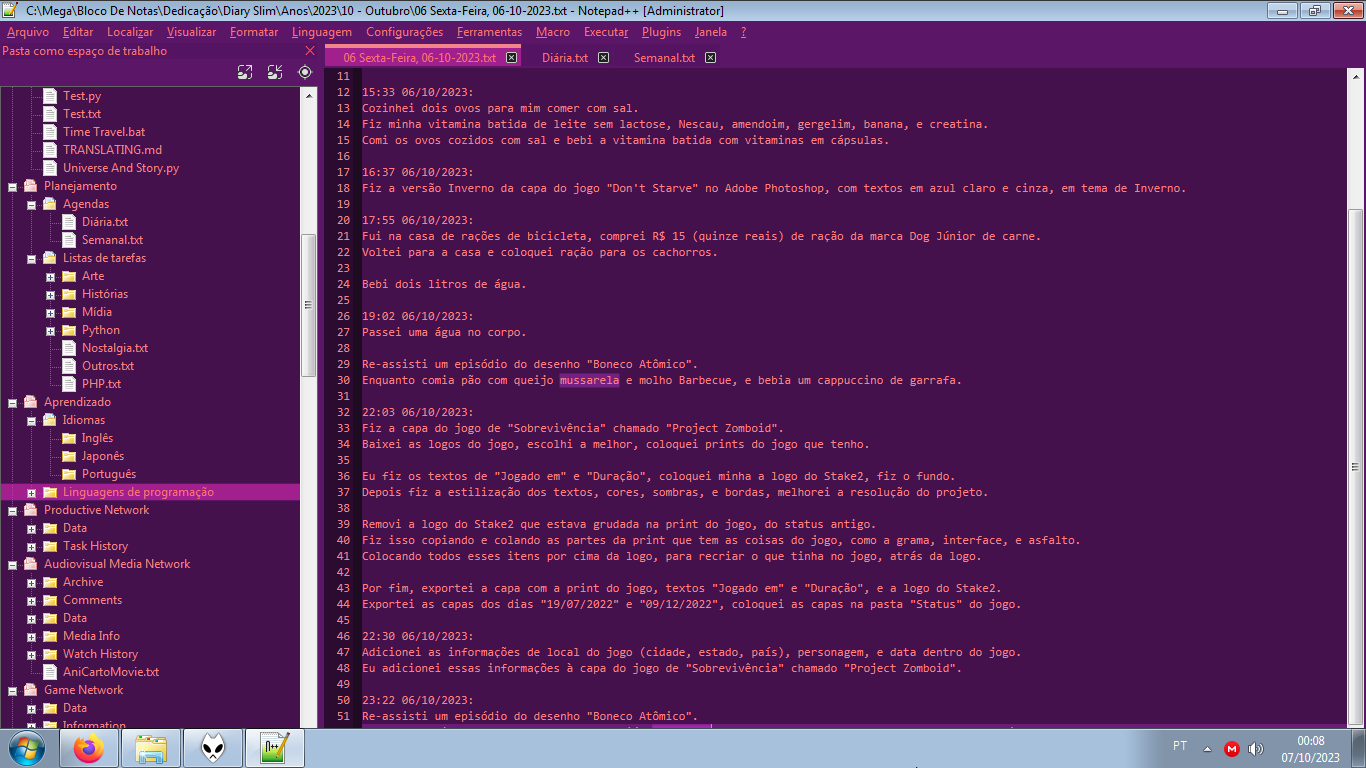 C:\Mega\Bloco De Notas\Dedicação\Diary Slim\Anos\2023\10 - Outubro\06 Sexta-Feira, 06-10-2023.txt - Notepad++ [Administrator]
Arquivo Editar Localizar Visualizar Formatar Linguagem Configurações Ferramentas Macro Executar Plugins Janela ?
Pasta como espaço de trabalho
06 Sexta-Feira, 06-10-2023.txt Diária.txt Semanal.txt
Test.py
Test.txt
Time Travel.bat
TRANSLATING.md
Universe And Story.py
Planejamento
Agendas
Diária.txt
Semanal.txt
Listas de tarefas
Arte
Histórias
Mídia
Python
Nostalgia.txt
Outros.txt
PHP.txt
Aprendizado
Idiomas
Inglês
Japonês
Português
Linguagens de programação
Productive Network
Data
Task History
Audiovisual Media Network
Archive
Comments
Data
Media Info
Watch History
AniCartoMovie.txt
Game Network
Data
Information
11
12 15:33 06/10/2023:
13 Cozinhei dois ovos para mim comer com sal.
14 Fiz minha vitamina batida de leite sem lactose, Nescau, amendoim, gergelim, banana, e creatina.
15 Comi os ovos cozidos com sal e bebi a vitamina batida com vitaminas em cápsulas.
16
17 16:37 06/10/2023:
18 Fiz a versão Inverno da capa do jogo "Don't Starve" no Adobe Photoshop, com textos em azul claro e cinza, em tema de Inverno.
19
20 17:55 06/10/2023:
21 Fui na casa de rações de bicicleta, comprei R$ 15 (quinze reais) de ração da marca Dog Júnior de carne.
22 Voltei para a casa e coloquei ração para os cachorros.
23
24 Bebi dois litros de água.
25
26 19:02 06/10/2023:
27 Passei uma água no corpo.
28
29 Re-assisti um episódio do desenho "Boneco Atômico".
30 Enquanto comia pão com queijo mussarela e molho Barbecue, e bebia um cappuccino de garrafa.
31
32 22:03 06/10/2023:
33 Fiz a capa do jogo de "Sobrevivência" chamado "Project Zomboid".
34 Baixei as logos do jogo, escolhi a melhor, coloquei prints do jogo que tenho.
35
36 Eu fiz os textos de "Jogado em" e "Duração", coloquei minha a logo do Stake2, fiz o fundo.
37 Depois fiz a estilização dos textos, cores, sombras, e bordas, melhorei a resolução do projeto.
38
39 Removi a logo do Stake2 que estava grudada na print do jogo, do status antigo.
40 Fiz isso copiando e colando as partes da print que tem as coisas do jogo, como a grama, interface, e asfalto.
41 Colocando todos esses itens por cima da logo, para recriar o que tinha no jogo, atrás da logo.
42
43 Por fim, exportei a capa com a print do jogo, textos "Jogado em" e "Duração", e a logo do Stake2.
44 Exportei as capas dos dias "19/07/2022" e "09/12/2022", coloquei as capas na pasta "Status" do jogo.
45
46 22:30 06/10/2023:
47 Adicionei as informações de local do jogo (cidade, estado, país), personagem, e data dentro do jogo.
48 Eu adicionei essas informações à capa do jogo de "Sobrevivência" chamado "Project Zomboid".
49
50 23:22 06/10/2023:
51 Re-assisti um episódio do desenho "Boneco Atômico".
PT
00:08
07/10/2023